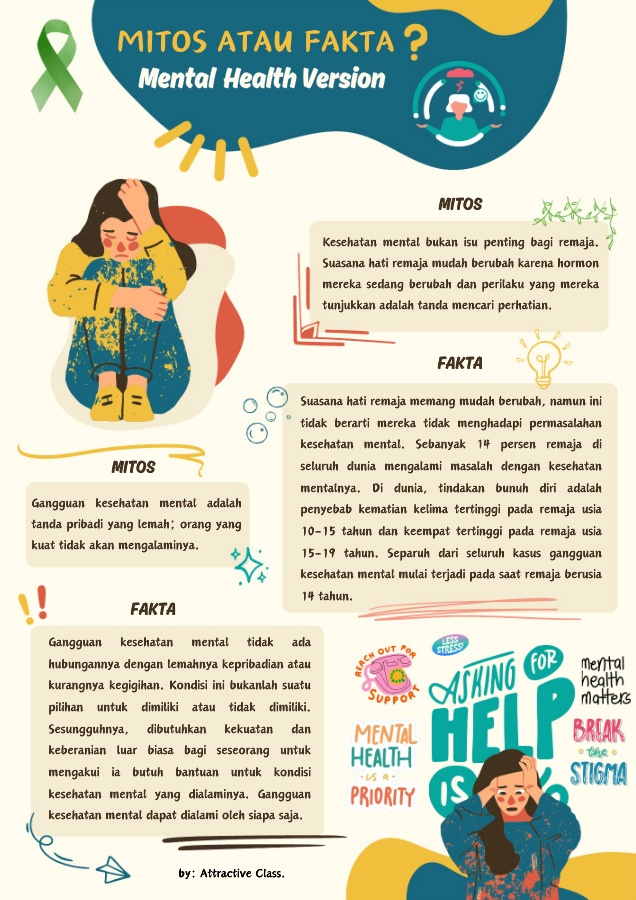 MITOS ATAU FAKTA ?
Mental Health Version
MITOS
Kesehatan mental bukan isu penting bagi remaja.
Suasana hati remaja mudah berubah karena hormon
mereka sedang berubah dan perilaku yang mereka
tunjukkan adalah tanda mencari perhatian.
FAKTA
Suasana hati remaja memang mudah berubah, namun ini
tidak berarti mereka tidak menghadapi permasalahan
kesehatan mental. Sebanyak 14 persen remaja di
seluruh dunia mengalami masalah dengan kesehatan
mentalnya. Di dunia, tindakan bunuh diri adalah
penyebab kematian kelima tertinggi pada remaja usia
10-15 tahun dan keempat tertinggi pada remaja usia
15-19 tahun. Separuh dari seluruh kasus gangguan
kesehatan mental mulai terjadi pada saat remaja berusia
14 tahun.
MITOS
Gangguan kesehatan mental adalah
tanda pribadi yang lemah; orang yang
kuat tidak akan mengalaminya.
FAKTA
Gangguan kesehatan mental tidak ada
hubungannya dengan lemahnya kepribadian atau
kurangnya kegigihan. Kondisi ini bukanlah suatu
pilihan untuk dimiliki atau tidak dimiliki.
Sesungguhnya, dibutuhkan kekuatan dan
keberanian luar biasa bagi seseorang untuk
mengakui ia butuh bantuan untuk kondisi
kesehatan mental yang dialaminya. Gangguan
kesehatan mental dapat dialami oleh siapa saja.
REACH OUT FOR
SUPPORT
LESS
STRESS!
ASKING
FOR
HELP
IS
mental
health
matters
BREAK
the
STIGMA
MENTAL
HEALTH
IS A
PRIORITY
by: Attractive Class.